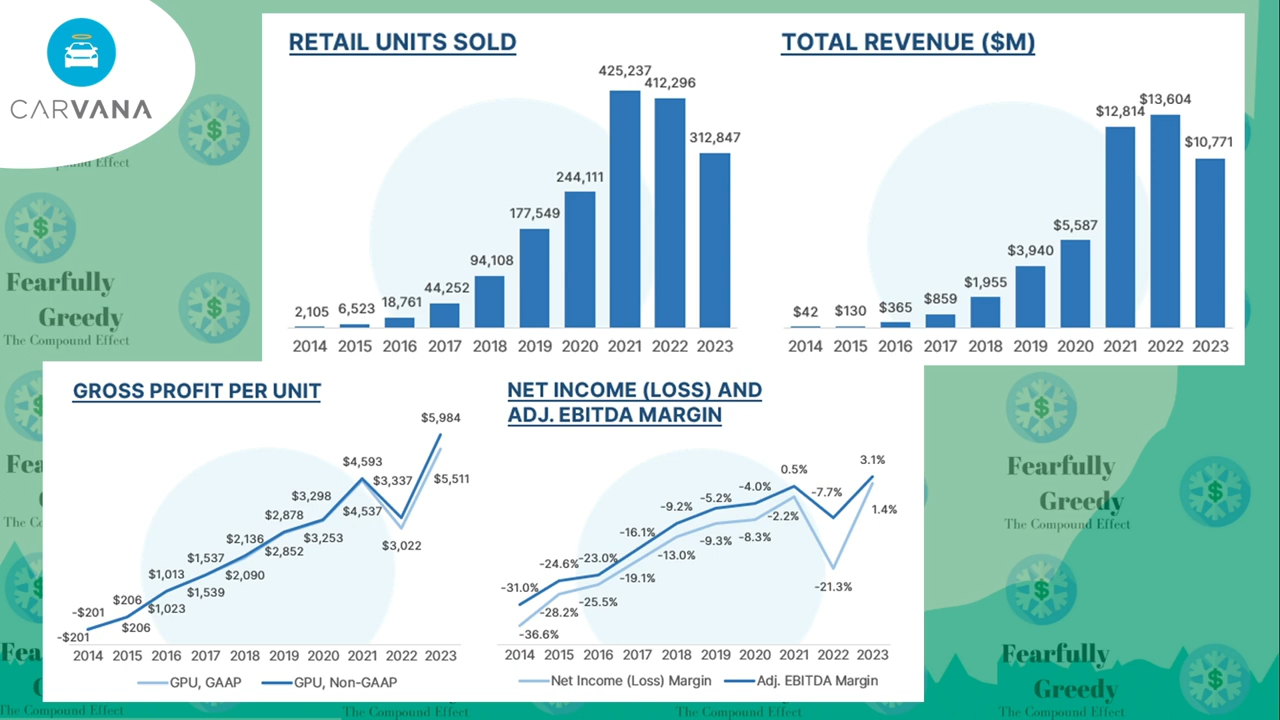 CARVANA
RETAIL UNITS SOLD
425,237
412,296
312,847
244,111
177,549
94,108
44,252
18,761
6,523
2,105
2014 2015 2016 2017 2018 2019 2020 2021 2022 2023
TOTAL REVENUE ($M)
$13,604
$12,814
$10,771
$5,587
$3,940
$1,955
$859
$365
$130
$42
2014 2015 2016 2017 2018 2019 2020 2021 2022 2023
GROSS PROFIT PER UNIT
$5,984
$5,511
$4,593
$3,337
$4,537
$3,298
$2,878
$3,253
$3,022
$2,136
$2,852
$1,537
$2,090
$1,013
$1,539
$206
$1,023
-$201
$206
-$201
2014 2015 2016 2017 2018 2019 2020 2021 2022 2023
GPU, GAAP GPU, Non-GAAP
NET INCOME (LOSS) AND
ADJ. EBITDA MARGIN
3.1%
0.5%
-4.0%
-7.7%
-5.2%
-9.2%
1.4%
-2.2%
-16.1%
-8.3%
-9.3%
-13.0%
-23.0%
-24.6%
-19.1%
-31.0%
-21.3%
-25.5%
-28.2%
-36.6%
2014 2015 2016 2017 2018 2019 2020 2021 2022 2023
Net Income (Loss) Margin Adj. EBITDA Margin
Effect
$
$
Fearfully
Greedy
The Compound Effect
$
$
Fearfully
Greedy
The Compound Effect
$
$
Fearfully
Greedy
The Compound Effect
$
The Compound Effect
The Compound Effect
The Compound Effect